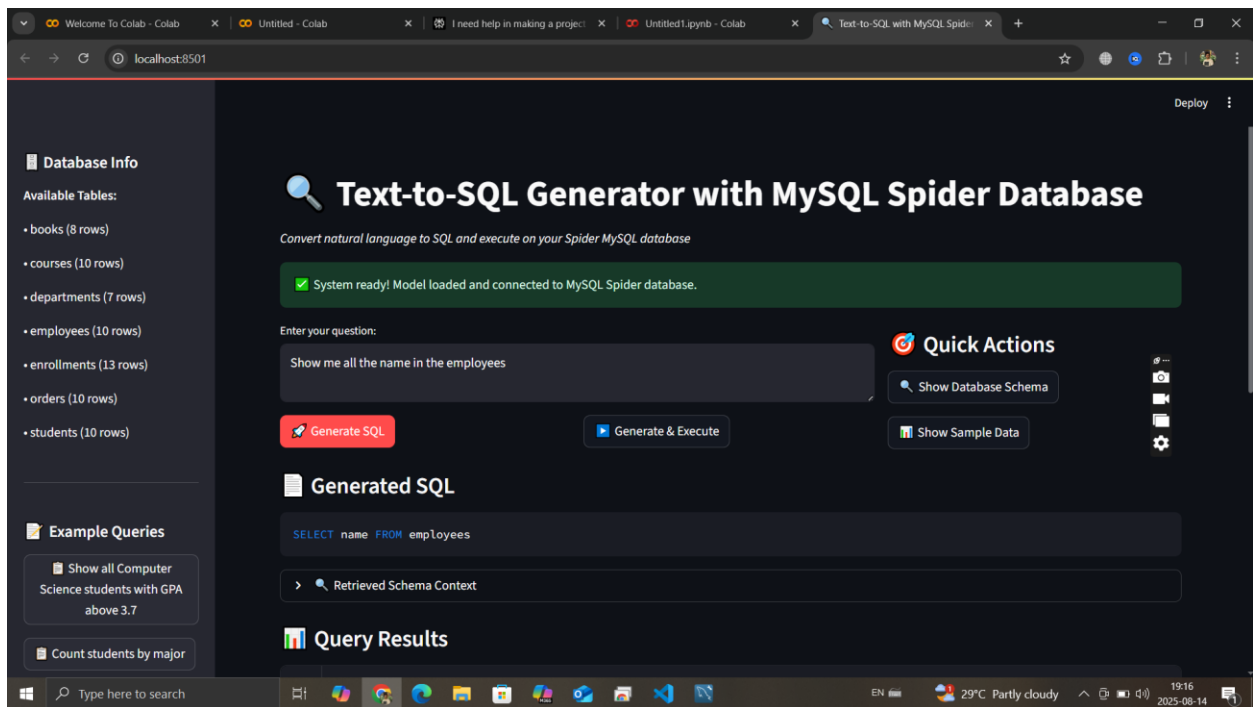 Welcome To Colab - Colab
Untitled - Colab
I need help in making a project
Untitled1.ipynb - Colab
Text-to-SQL with MySQL Spider
localhost:8501
Deploy
Database Info
Available Tables:
• books (8 rows)
• courses (10 rows)
• departments (7 rows)
• employees (10 rows)
• enrollments (13 rows)
• orders (10 rows)
• students (10 rows)
Example Queries
Show all Computer
Science students with GPA
above 3.7
Count students by major
Text-to-SQL Generator with MySQL Spider Database
Convert natural language to SQL and execute on your Spider MySQL database
System ready! Model loaded and connected to MySQL Spider database.
Enter your question:
Show me all the name in the employees
Generate SQL
Generate & Execute
Quick Actions
Show Database Schema
Show Sample Data
Generated SQL
SELECT name FROM employees
Retrieved Schema Context
Query Results
Type here to search
EN
29°C Partly cloudy
19:16
2025-08-14